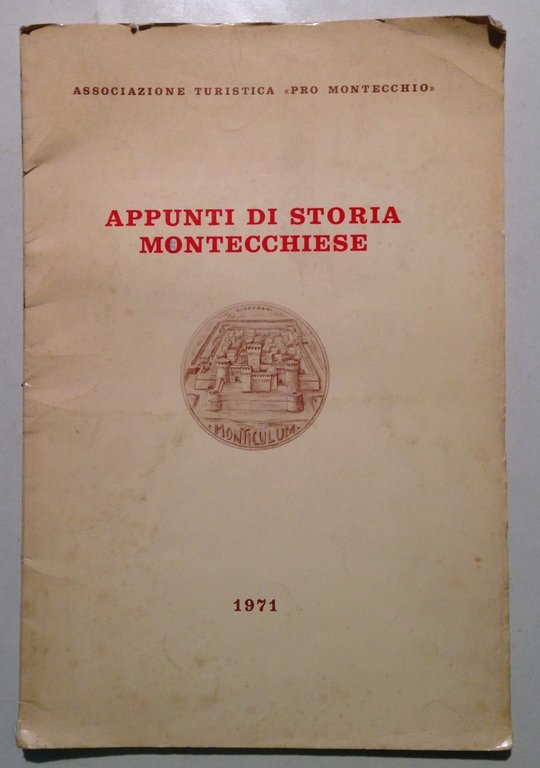 ASSOCIAZIONE TURISTICA «PRO MONTECCHIO»
APPUNTI DI STORIA
MONTECCHIESE
MONTICULUM
1971